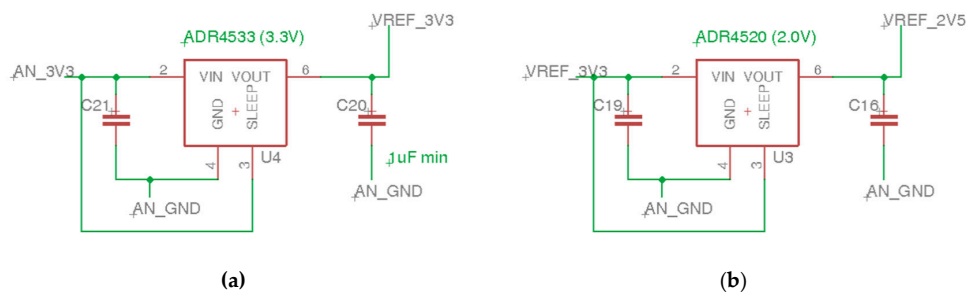 VREF_3V3
ADR4533 (3.3V)
AN_3V3
2
VIN VOUT
6
C21
GND
SLEEP
C20
4
3
U4
1uF min
AN_GND
AN_GND
(a)
VREF_2V5
ADR4520 (2.0V)
VREF_3V3
2
VIN VOUT
6
C19
GND
SLEEP
C16
4
3
U3
AN_GND
AN_GND
(b)